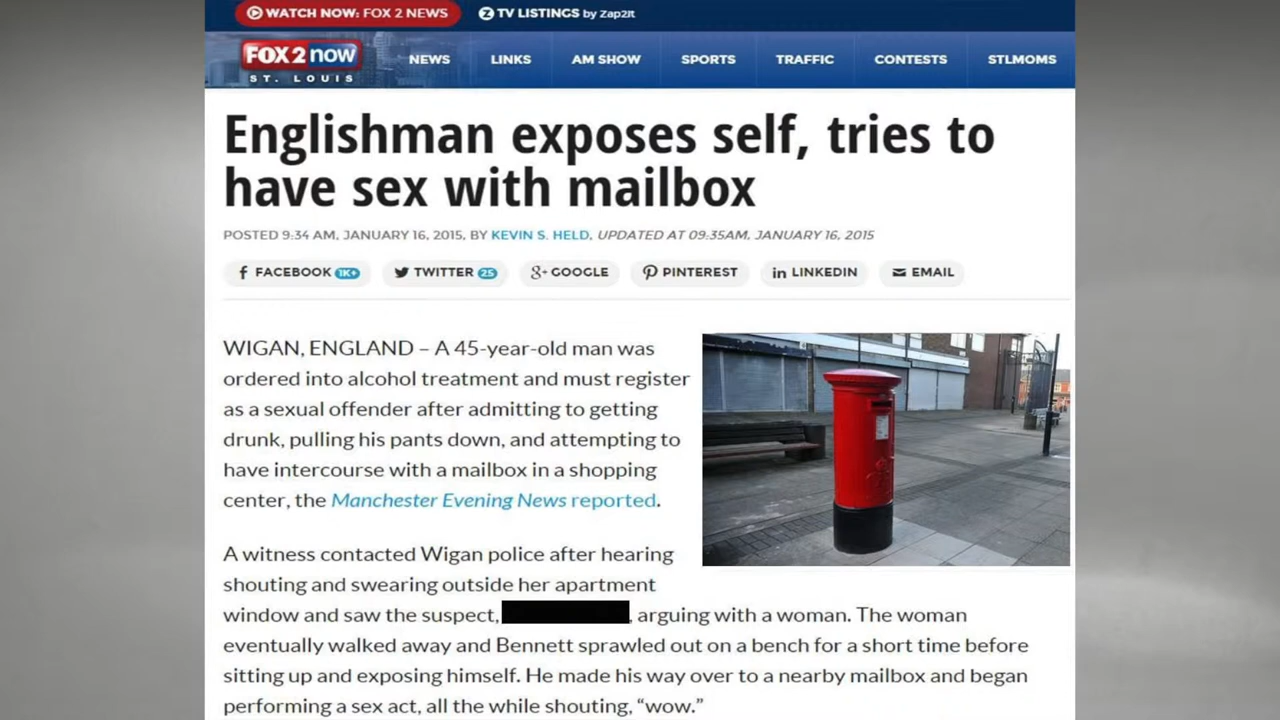 WATCH NOW: FOX 2 NEWS
TV LISTINGS by Zap2it
FOX 2 now
ST. LOUIS
NEWS
LINKS
AM SHOW
SPORTS
TRAFFIC
CONTESTS
STLMOMS
Englishman exposes self, tries to
have sex with mailbox
POSTED 9:34 AM, JANUARY 16, 2015, BY KEVIN S. HELD, UPDATED AT 09:35AM, JANUARY 16, 2015
FACEBOOK 1K+
TWITTER 25
GOOGLE
PINTEREST
LINKEDIN
EMAIL
WIGAN, ENGLAND – A 45-year-old man was
ordered into alcohol treatment and must register
as a sexual offender after admitting to getting
drunk, pulling his pants down, and attempting to
have intercourse with a mailbox in a shopping
center, the Manchester Evening News reported.
A witness contacted Wigan police after hearing
shouting and swearing outside her apartment
window and saw the suspect, , arguing with a woman. The woman
eventually walked away and Bennett sprawled out on a bench for a short time before
sitting up and exposing himself. He made his way over to a nearby mailbox and began
performing a sex act, all the while shouting, “wow.”